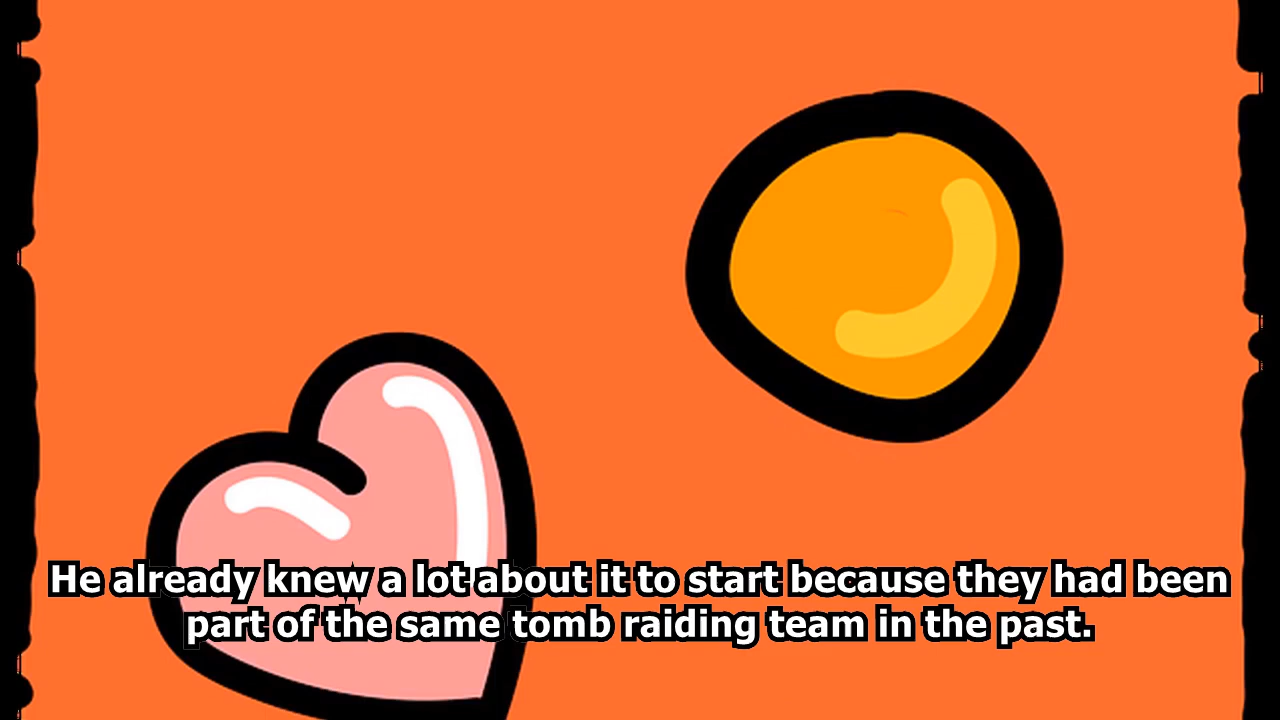 He already knew a lot about it to start because they had been
part of the same tomb raiding team in the past.